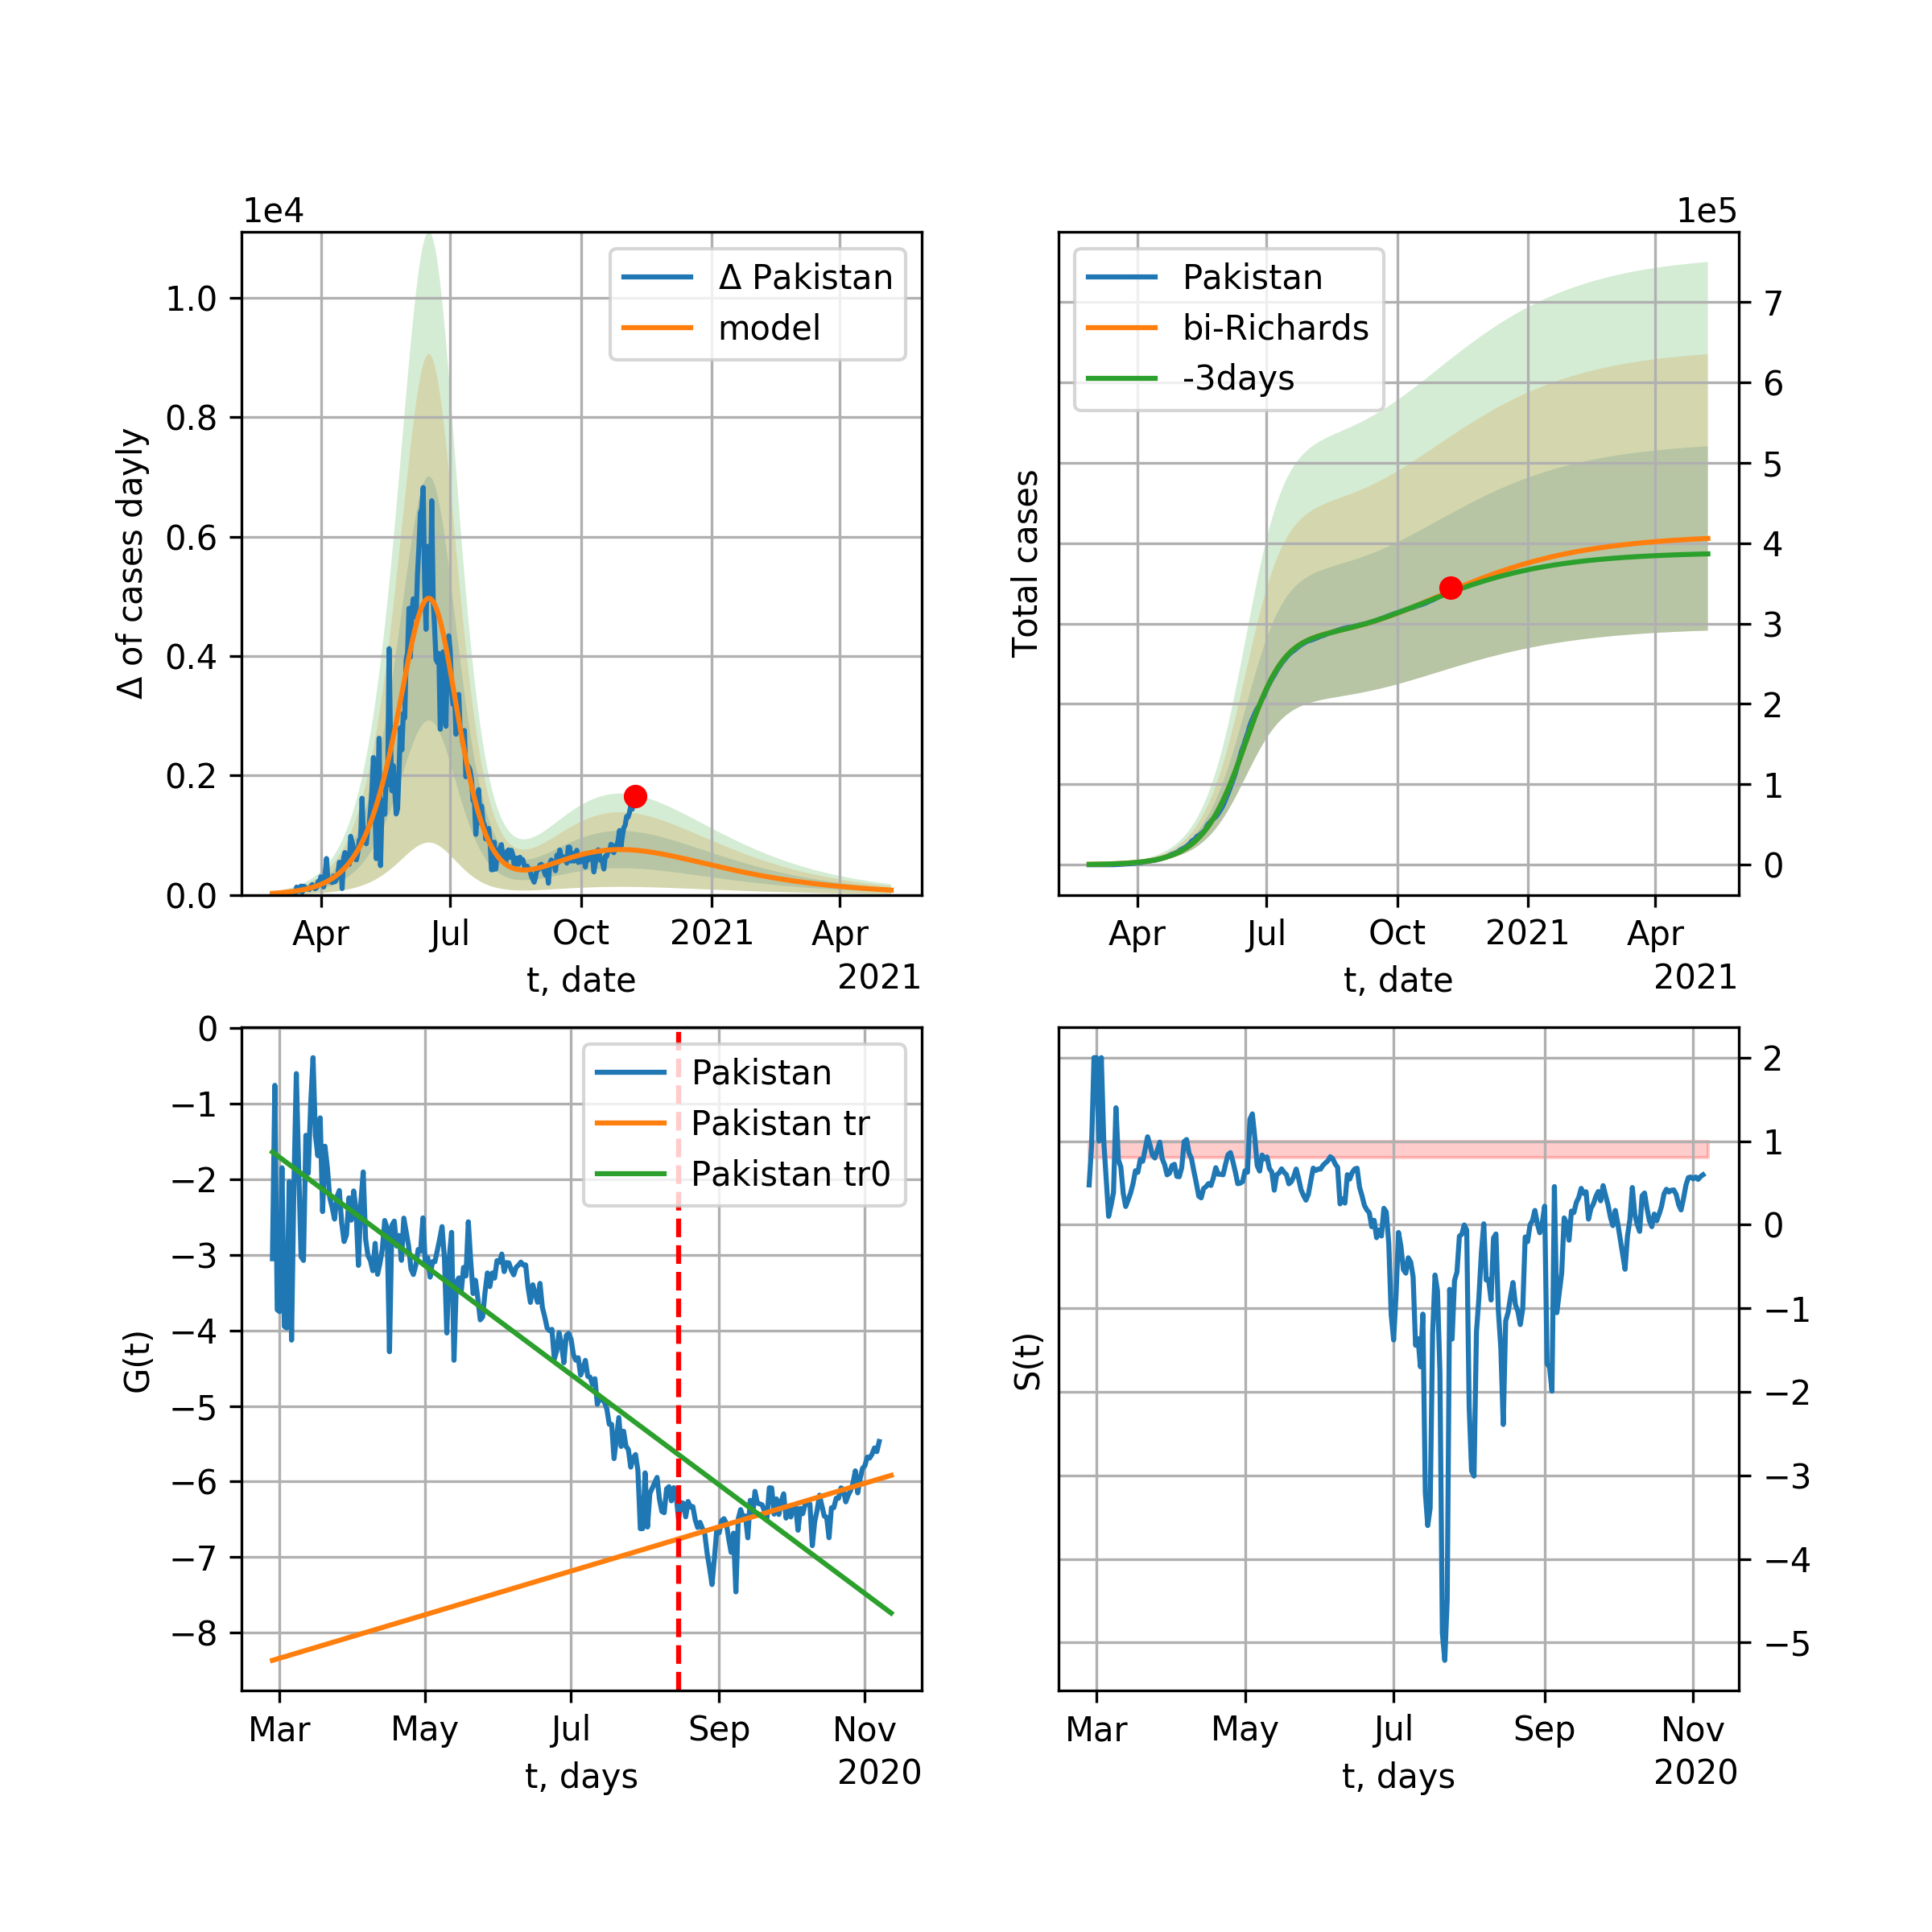 1e4
Δ of cases dayly
1.0
0.8
0.6
0.4
0.2
0.0
Δ Pakistan
model
Apr Jul Oct 2021 Apr
t, date
2021
1e5
Total cases
Pakistan
bi-Richards
-3days
7
6
5
4
3
2
1
0
Apr Jul Oct 2021 Apr
t, date
2021
G(t)
0
−1
−2
−3
−4
−5
−6
−7
−8
Pakistan
Pakistan tr
Pakistan tr0
Mar May Jul Sep Nov
t, days
2020
S(t)
2
1
0
−1
−2
−3
−4
−5
Mar May Jul Sep Nov
t, days
2020